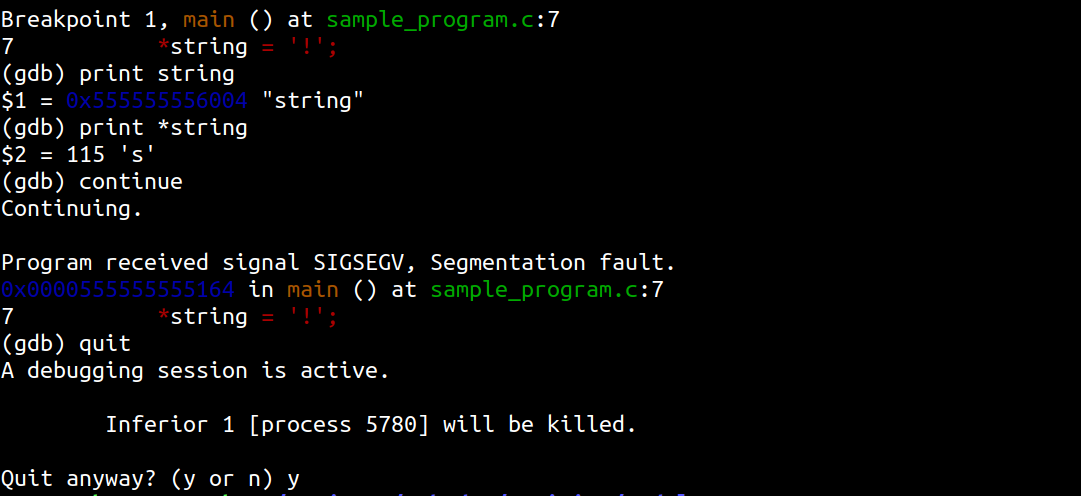 Breakpoint 1, main () at sample_program.c:7
7           *string = '!';
(gdb) print string
$1 = 0x555555556004 "string"
(gdb) print *string
$2 = 115 's'
(gdb) continue
Continuing.
Program received signal SIGSEGV, Segmentation fault.
0x0000555555555164 in main () at sample_program.c:7
7           *string = '!';
(gdb) quit
A debugging session is active.
        Inferior 1 [process 5780] will be killed.
Quit anyway? (y or n) y